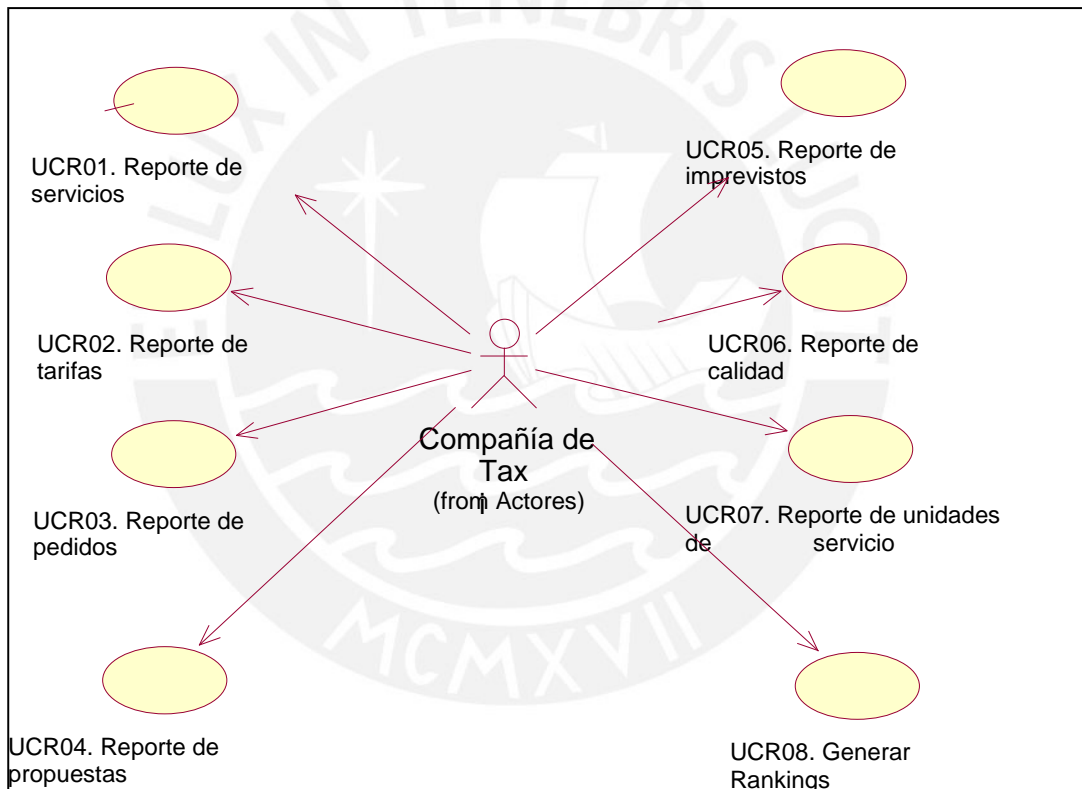 UCR01. Reporte de
servicios
UCR02. Reporte de
tarifas
UCR03. Reporte de
pedidos
UCR04. Reporte de
propuestas
Compañía de
Tax
(from Actores)
UCR05. Reporte de
imprevistos
UCR06. Reporte de
calidad
UCR07. Reporte de unidades
de servicio
UCR08. Generar
Rankings
MCMXVII